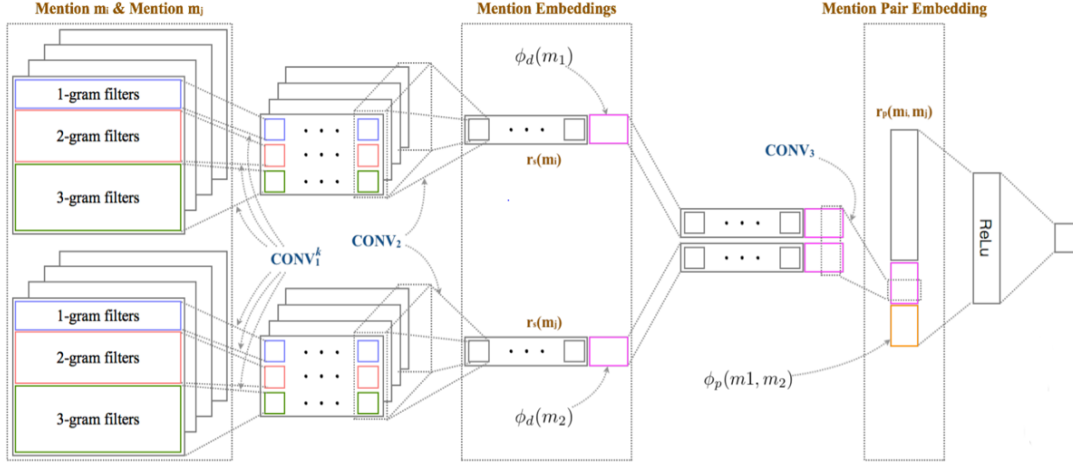 Mention mᵢ & Mention mⱼ
Mention Embeddings
Mention Pair Embedding
1-gram filters
2-gram filters
3-gram filters
ϕ_d(m₁)
rₛ(mᵢ)
CONV₁ᵏ
CONV₂
CONV₃
rₚ(mᵢ, mⱼ)
ReLu
1-gram filters
2-gram filters
3-gram filters
rₛ(mⱼ)
ϕ_d(m₂)
ϕₚ(m1, m₂)